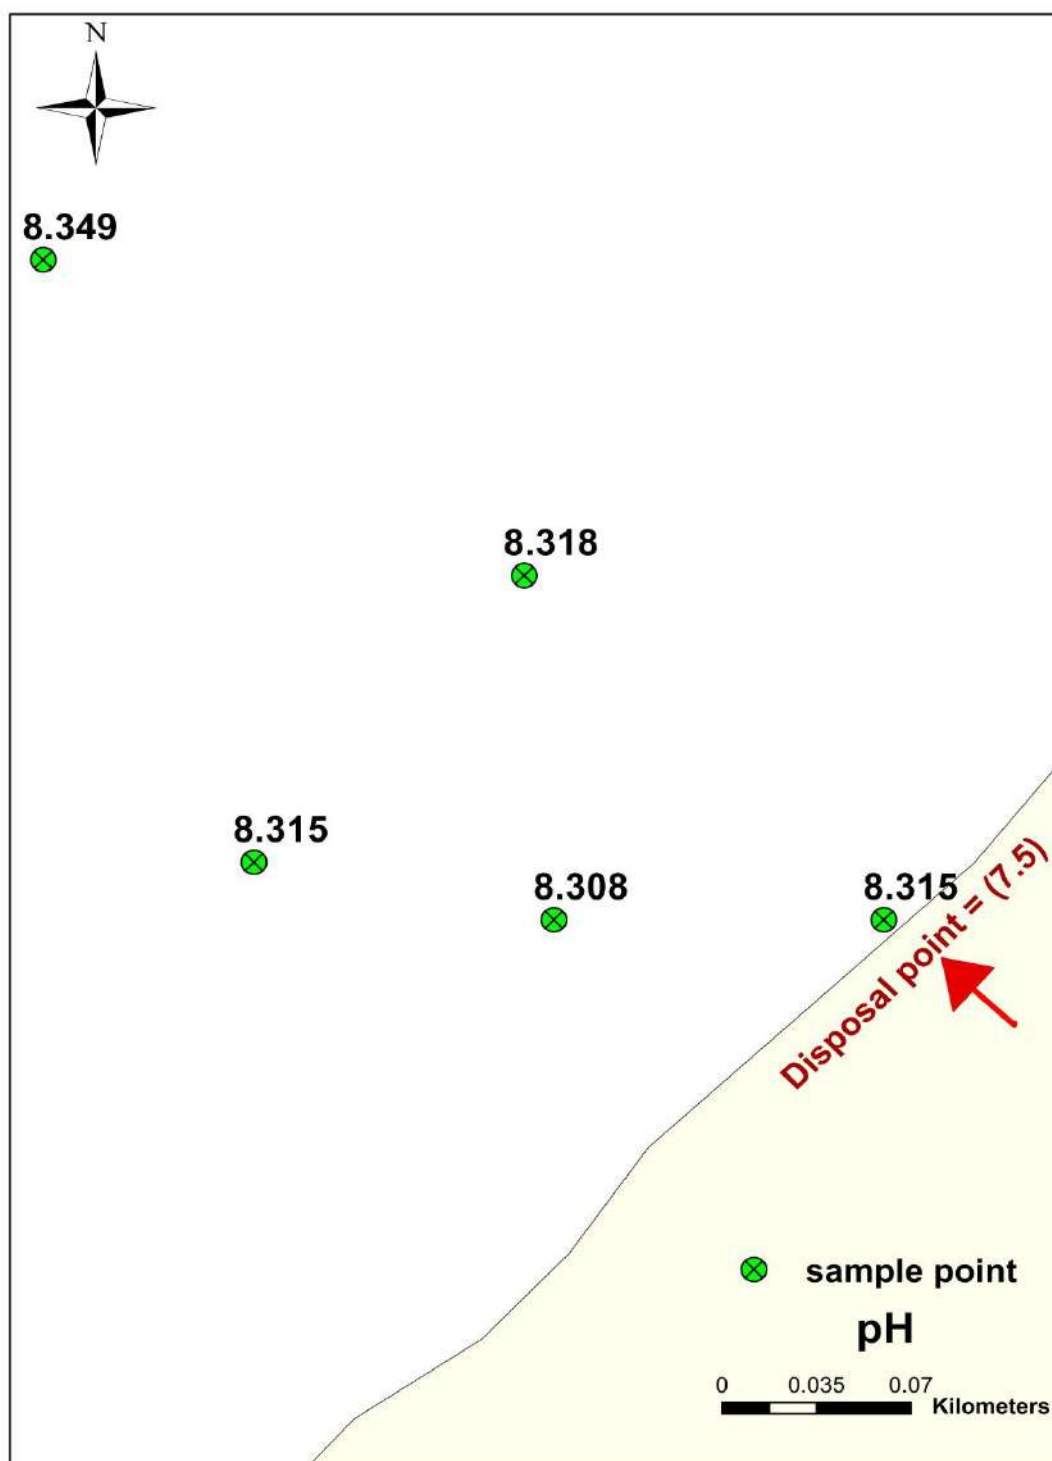 N
8.349
8.318
8.315
8.308
8.315
Disposal point = (7.5)
sample point
pH
0 0.035 0.07
Kilometers